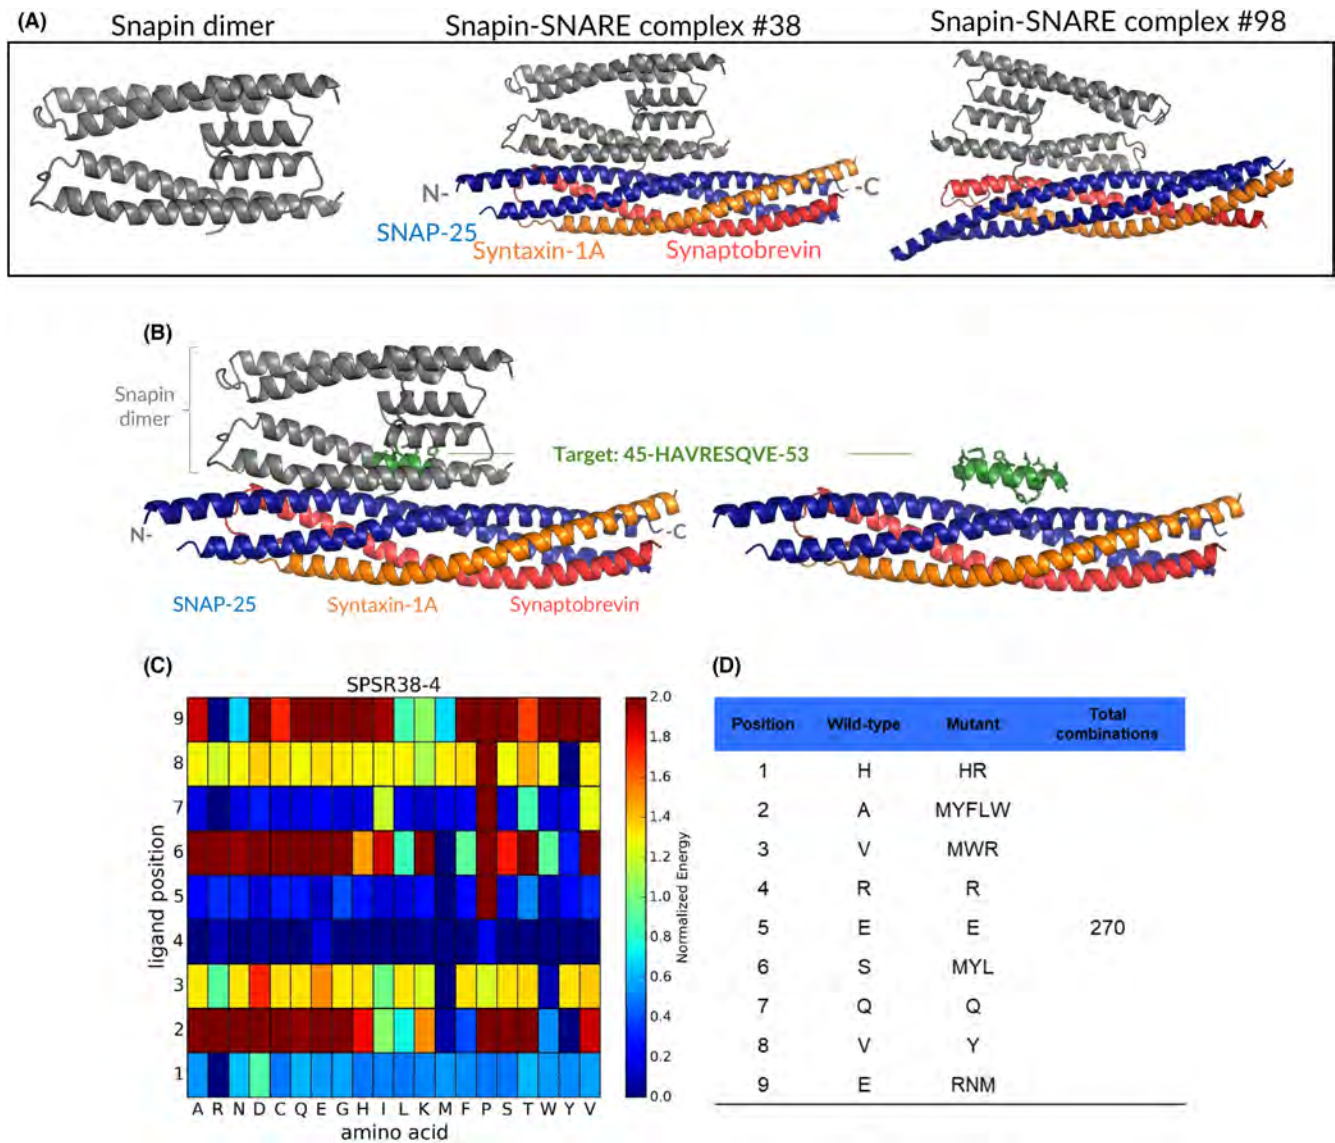 (A)
Snapin dimer
Snapin-SNARE complex #38
Snapin-SNARE complex #98
N-
-C
SNAP-25
Syntaxin-1A
Synaptobrevin
(B)
Snapin
dimer
Target: 45-HAVRESQVE-53
N-
-C
SNAP-25
Syntaxin-1A
Synaptobrevin
(C)
SPSR38-4
ligand position
9
8
7
6
5
4
3
2
1
A R N D C Q E G H I L K M F P S T W Y V
amino acid
2.0
1.8
1.6
1.4
1.2
1.0
0.8
0.6
0.4
0.2
0.0
Normalized Energy
(D)
Position Wild-type Mutant Total combinations
1 H HR
2 A MYFLW
3 V MWR
4 R R
5 E E 270
6 S MYL
7 Q Q
8 V Y
9 E RNM